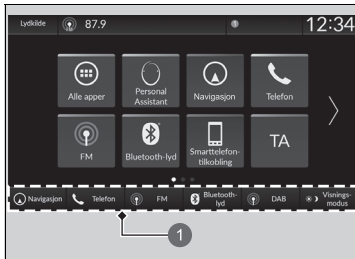 Lydkilde 87.9 12:34
Alle apper
Personal
Assistant
Navigasjon
Telefon
FM
Bluetooth-lyd
Smarttelefon-
tilkobling
TA
Navigasjon
Telefon
FM
Bluetooth-
lyd
DAB
Visnings-
modus
1